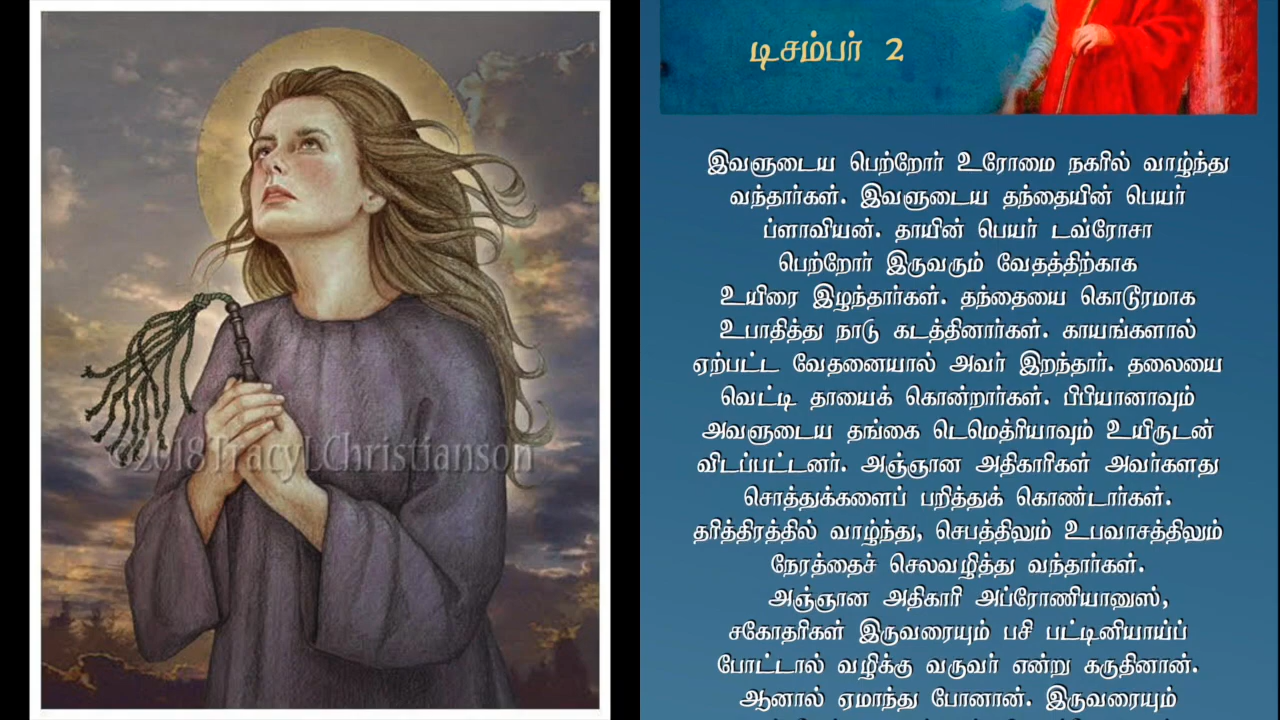 ©2018 Tracy L Christianson
டிசம்பர் 2
இவளுடைய பெற்றோர் உரோமை நகரில் வாழ்ந்து
வந்தார்கள். இவளுடைய தந்தையின் பெயர்
ப்ளாவியன். தாயின் பெயர் டவ்ரோசா
பெற்றோர் இருவரும் வேதத்திற்காக
உயிரை இழந்தார்கள். தந்தையை கொடூரமாக
உபாதித்து நாடு கடத்தினார்கள். காயங்களால்
ஏற்பட்ட வேதனையால் அவர் இறந்தார். தலையை
வெட்டி தாயைக் கொன்றார்கள். பிபியானாவும்
அவளுடைய தங்கை டெமெத்ரியாவும் உயிருடன்
விடப்பட்டனர். அஞ்ஞான அதிகாரிகள் அவர்களது
சொத்துக்களைப் பறித்துக் கொண்டார்கள்.
தரித்திரத்தில் வாழ்ந்து, செபத்திலும் உபவாசத்திலும்
நேரத்தைச் செலவழித்து வந்தார்கள்.
அஞ்ஞான அதிகாரி அப்ரோணியானுஸ்,
சகோதரிகள் இருவரையும் பசி பட்டினியாய்ப்
போட்டால் வழிக்கு வருவர் என்று கருதினான்.
ஆனால் ஏமாந்து போனான். இருவரையும்